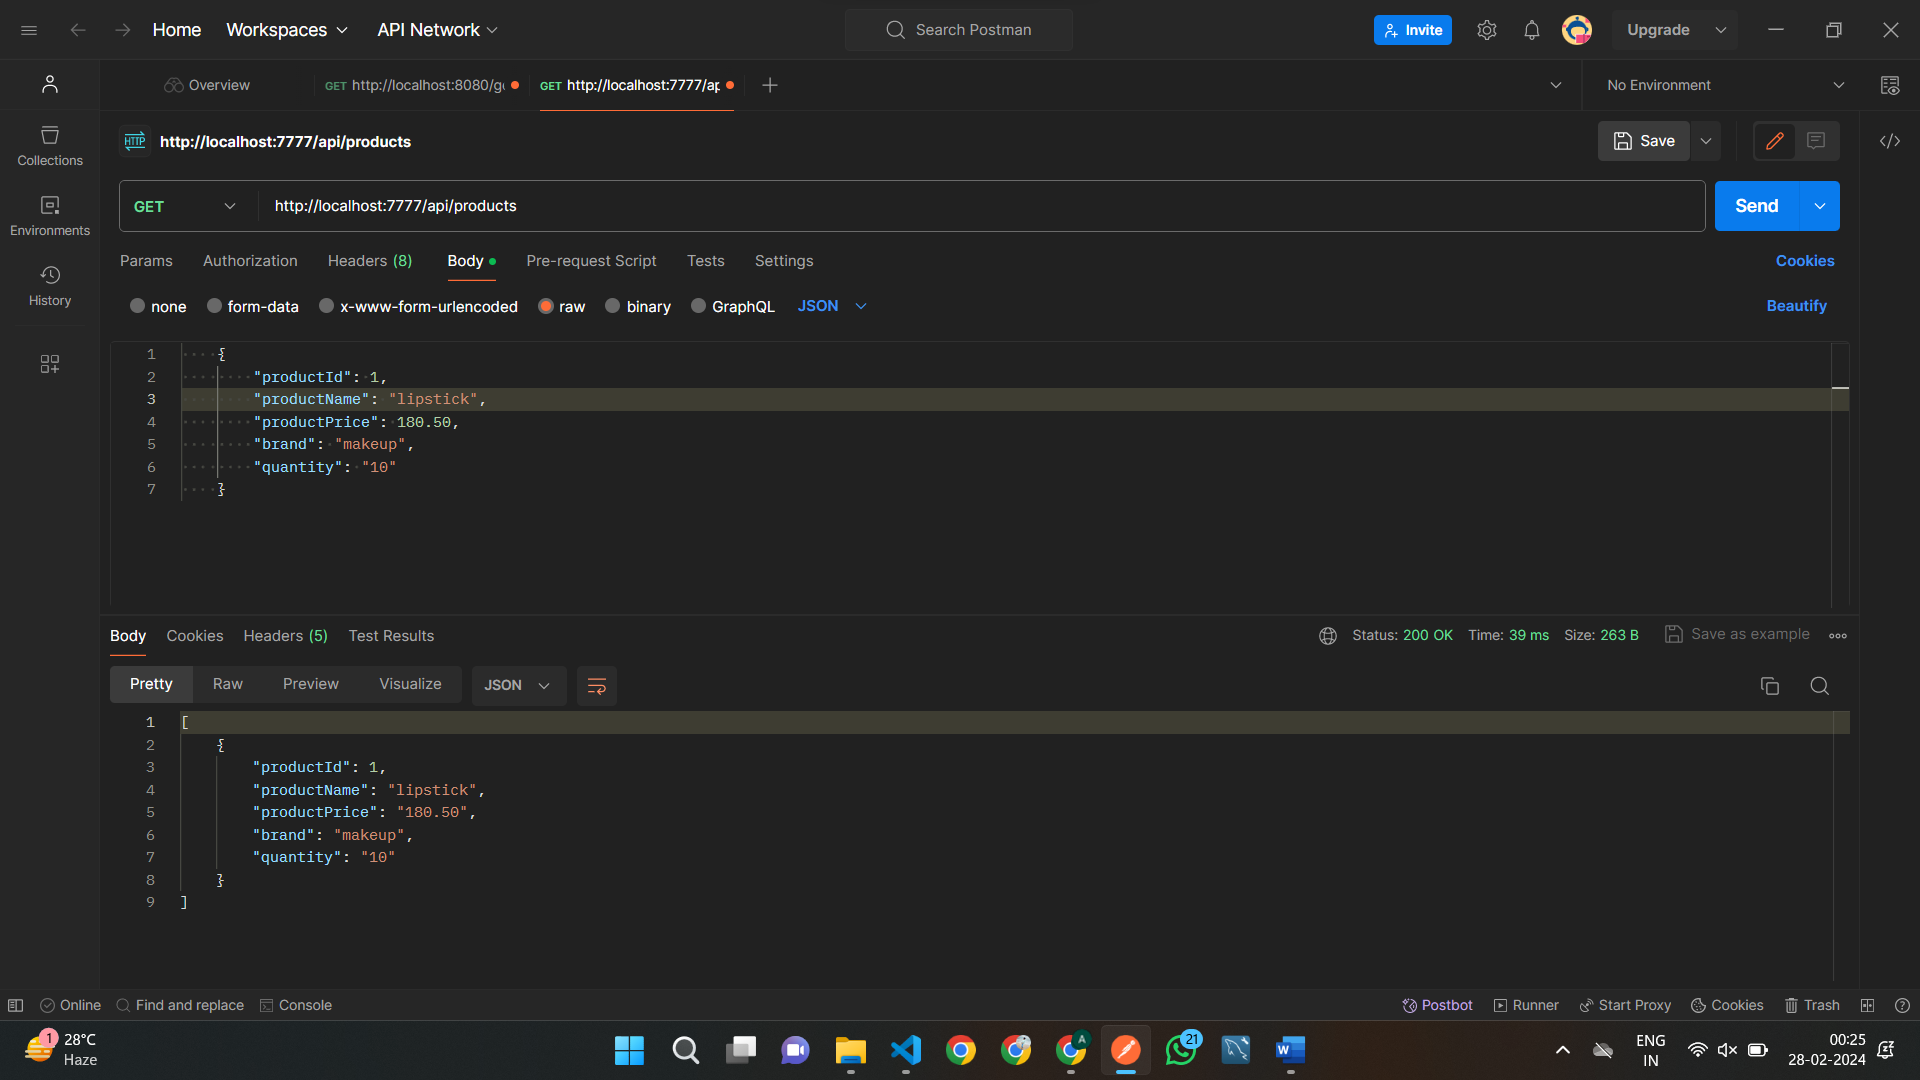 Home Workspaces API Network Search Postman Invite Upgrade
Overview GET http://localhost:8080/g GET http://localhost:7777/ap No Environment
HTTP http://localhost:7777/api/products Save
Collections
Environments
History
GET http://localhost:7777/api/products Send
Params Authorization Headers (8) Body Pre-request Script Tests Settings Cookies
none form-data x-www-form-urlencoded raw binary GraphQL JSON Beautify
1 {
2 "productId": 1,
3 "productName": "lipstick",
4 "productPrice": 180.50,
5 "brand": "makeup",
6 "quantity": "10"
7 }
Body Cookies Headers (5) Test Results Status: 200 OK Time: 39 ms Size: 263 B Save as example
Pretty Raw Preview Visualize JSON
1 [
2 {
3 "productId": 1,
4 "productName": "lipstick",
5 "productPrice": "180.50",
6 "brand": "makeup",
7 "quantity": "10"
8 }
9 ]
Online Find and replace Console Postbot Runner Start Proxy Cookies Trash
1 28°C
Haze
A
21
W
ENG
IN
00:25
28-02-2024